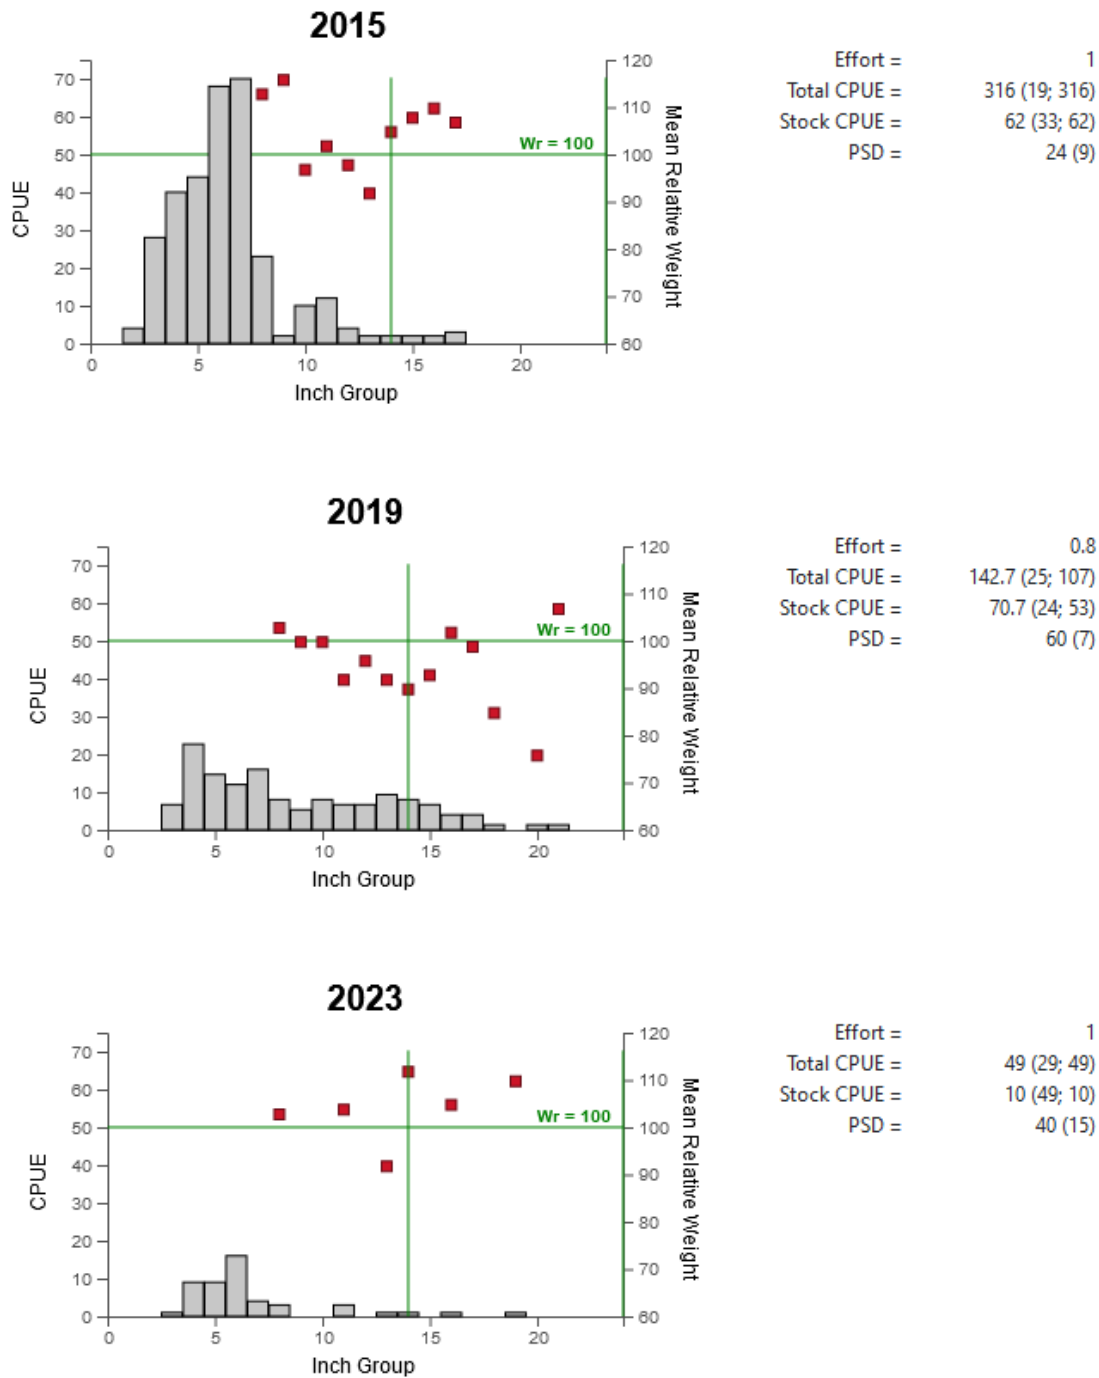 2015
Effort = 1
Total CPUE = 316 (19; 316)
Stock CPUE = 62 (33; 62)
PSD = 24 (9)
CPUE
70
60
50
40
30
20
10
0
Wr = 100
120
110
100
90
80
70
60
Mean Relative Weight
0 5 10 15 20
Inch Group
2019
Effort = 0.8
Total CPUE = 142.7 (25; 107)
Stock CPUE = 70.7 (24; 53)
PSD = 60 (7)
CPUE
70
60
50
40
30
20
10
0
Wr = 100
120
110
100
90
80
70
60
Mean Relative Weight
0 5 10 15 20
Inch Group
2023
Effort = 1
Total CPUE = 49 (29; 49)
Stock CPUE = 10 (49; 10)
PSD = 40 (15)
CPUE
70
60
50
40
30
20
10
0
Wr = 100
120
110
100
90
80
70
60
Mean Relative Weight
0 5 10 15 20
Inch Group